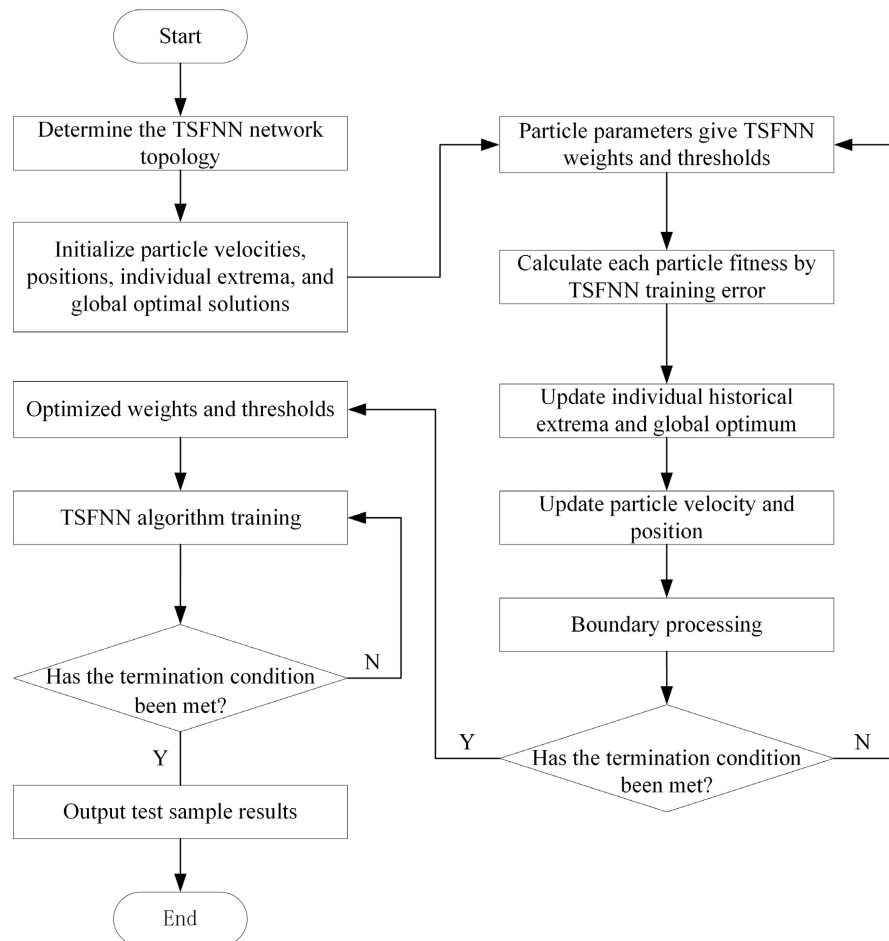 Start
Determine the TSFNN network
topology
Initialize particle velocities,
positions, individual extrema, and
global optimal solutions
Particle parameters give TSFNN
weights and thresholds
Calculate each particle fitness by
TSFNN training error
Update individual historical
extrema and global optimum
Update particle velocity and
position
Boundary processing
Has the termination condition
been met?
Y
N
Optimized weights and thresholds
TSFNN algorithm training
Has the termination condition
been met?
N
Y
Output test sample results
End